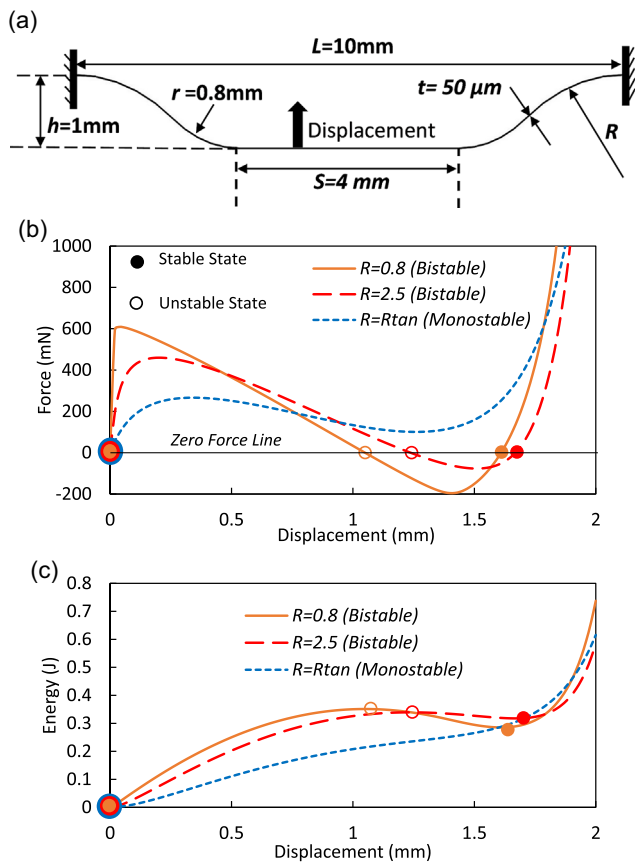 (a)
L=10mm
r=0.8mm
t= 50 µm
h=1mm
Displacement
R
S=4 mm
(b)
1000
800
600
400
200
0
-200
Force (mN)
Stable State
Unstable State
R=0.8 (Bistable)
R=2.5 (Bistable)
R=Rtan (Monostable)
Zero Force Line
0
0.5
1
1.5
2
Displacement (mm)
(c)
0.8
0.7
0.6
0.5
0.4
0.3
0.2
0.1
0
Energy (J)
R=0.8 (Bistable)
R=2.5 (Bistable)
R=Rtan (Monostable)
0
0.5
1
1.5
2
Displacement (mm)